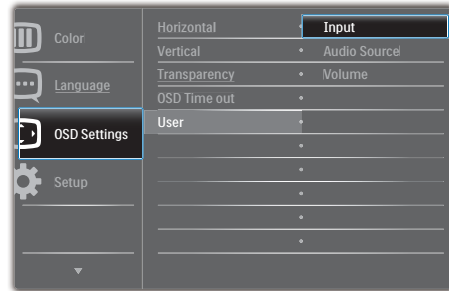 Color
Language
OSD Settings
Setup
Horizontal
Vertical
Transparency
OSD Time out
User
Input
Audio Source
Volume